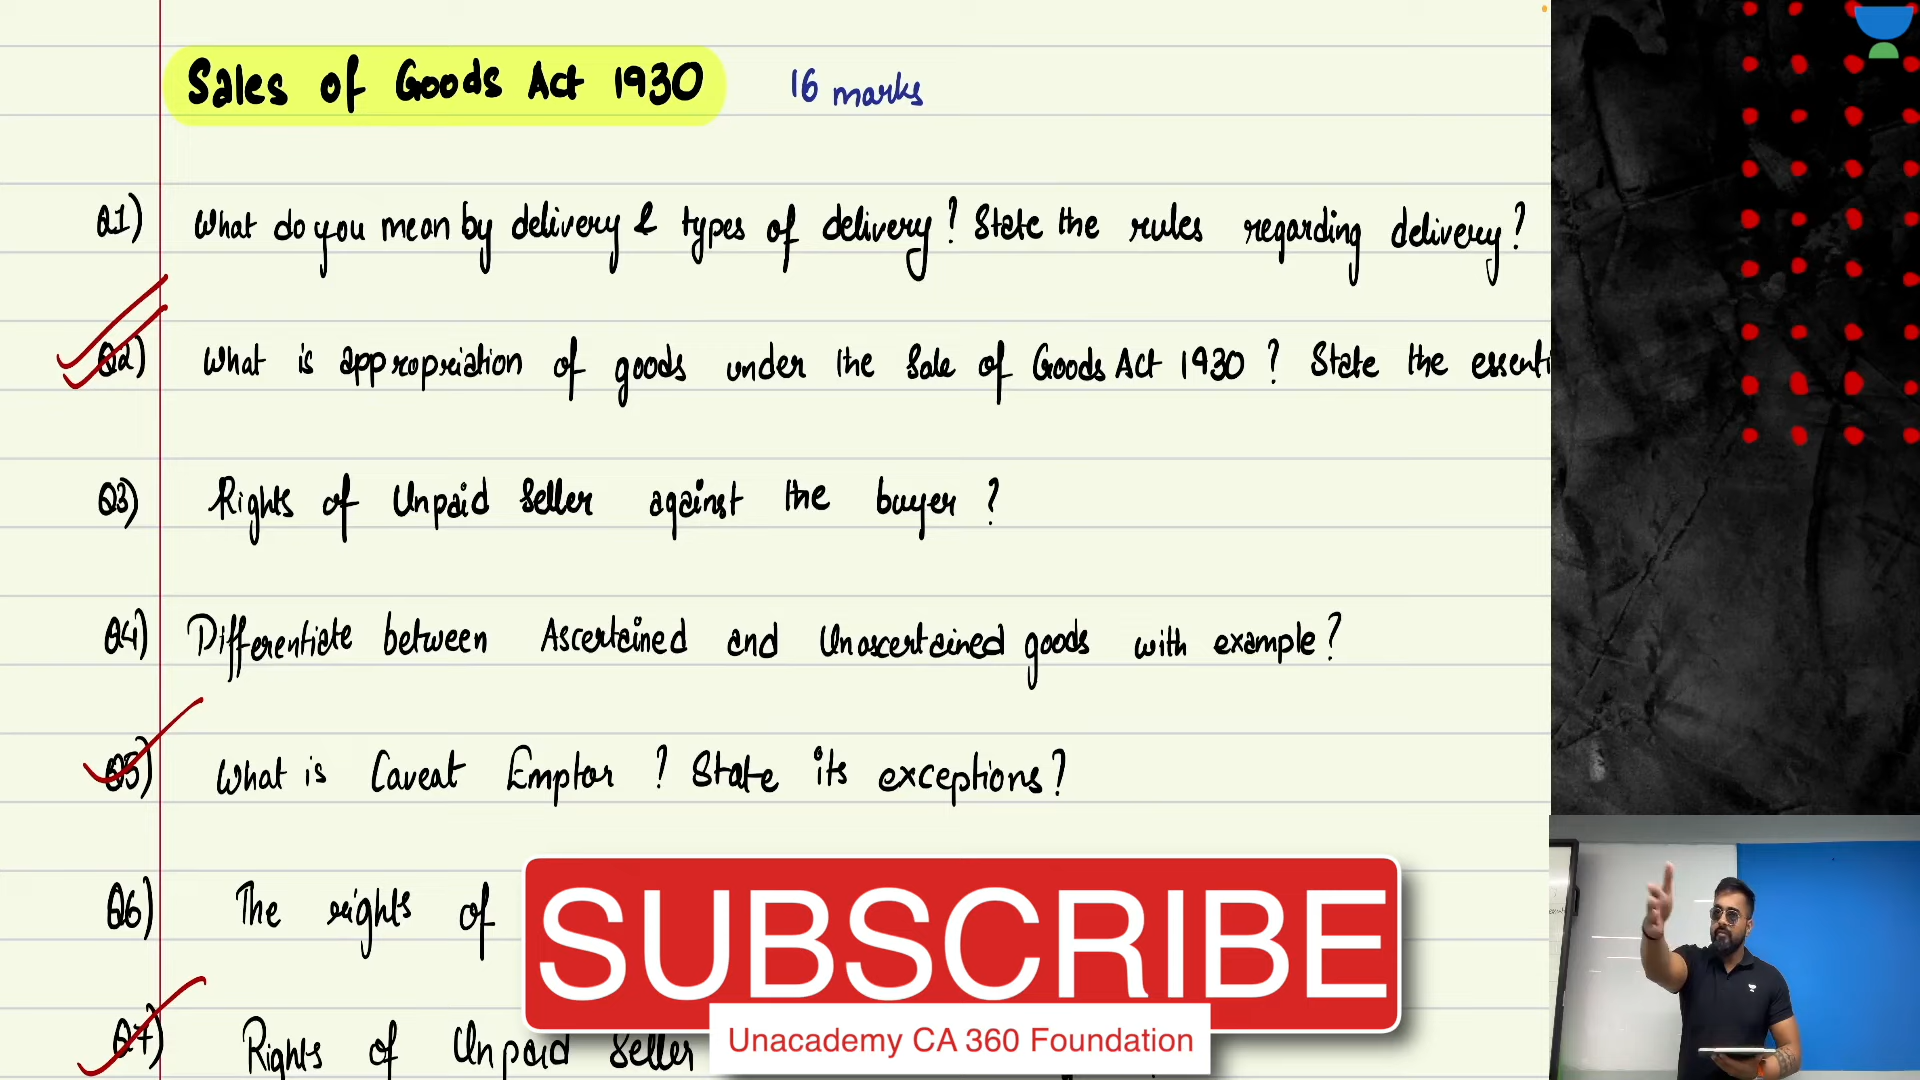 Sales of Goods Act 1930 16 marks
Q1) What do you mean by delivery & types of delivery? State the rules regarding delivery?
Q2) What is appropriation of goods under the Sale of Goods Act 1930? State the essenti
Q3) Rights of Unpaid Seller against the buyer?
Q4) Differentiate between Ascertained and Unascertained goods with example?
Q5) What is Caveat Emptor? State its exceptions?
Q6) The rights of
SUBSCRIBE
Q7) Rights of Unpaid Seller
Unacademy CA 360 Foundation